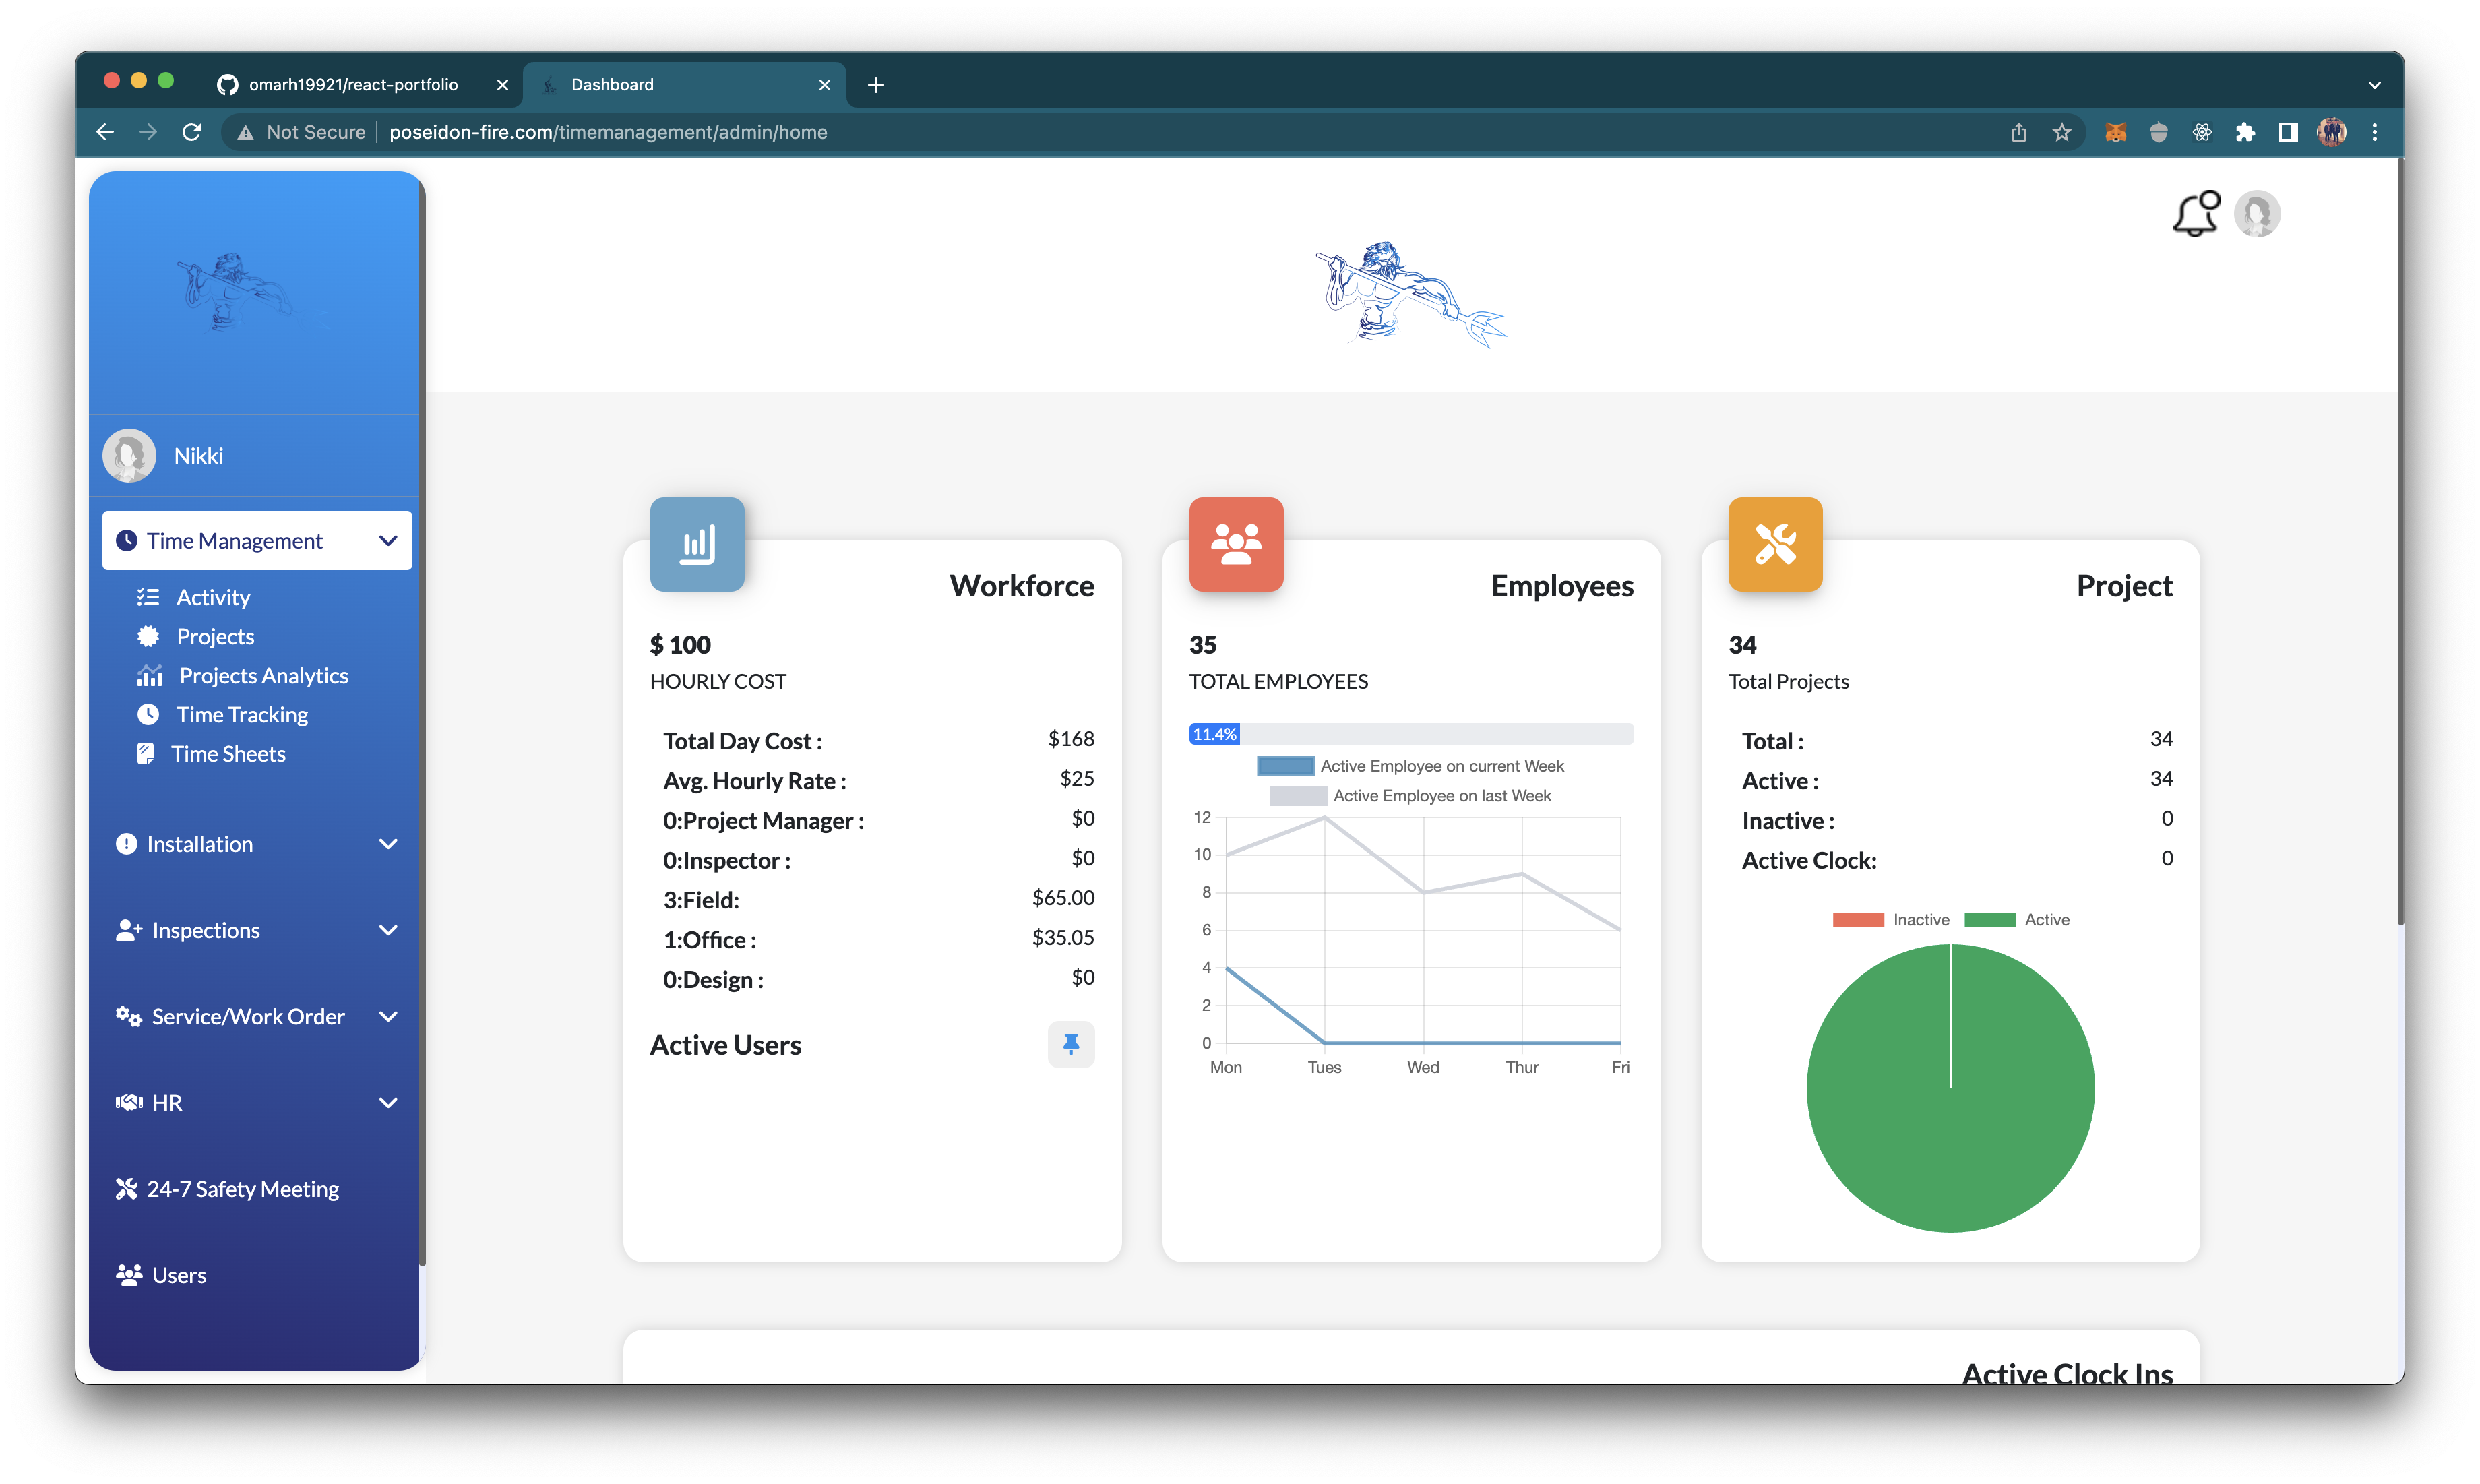 omarh19921/react-portfolio
Dashboard
Not Secure
poseidon-fire.com/timemanagement/admin/home
Nikki
Time Management
Activity
Projects
Projects Analytics
Time Tracking
Time Sheets
Installation
Inspections
Service/Work Order
HR
24-7 Safety Meeting
Users
Workforce
$ 100
HOURLY COST
Total Day Cost : $168
Avg. Hourly Rate : $25
0:Project Manager : $0
0:Inspector : $0
3:Field: $65.00
1:Office : $35.05
0:Design : $0
Active Users
Employees
35
TOTAL EMPLOYEES
11.4%
Active Employee on current Week
Active Employee on last Week
12
10
8
6
4
2
0
Mon Tues Wed Thur Fri
Project
34
Total Projects
Total : 34
Active : 34
Inactive : 0
Active Clock: 0
Inactive Active
Active Clock Ins